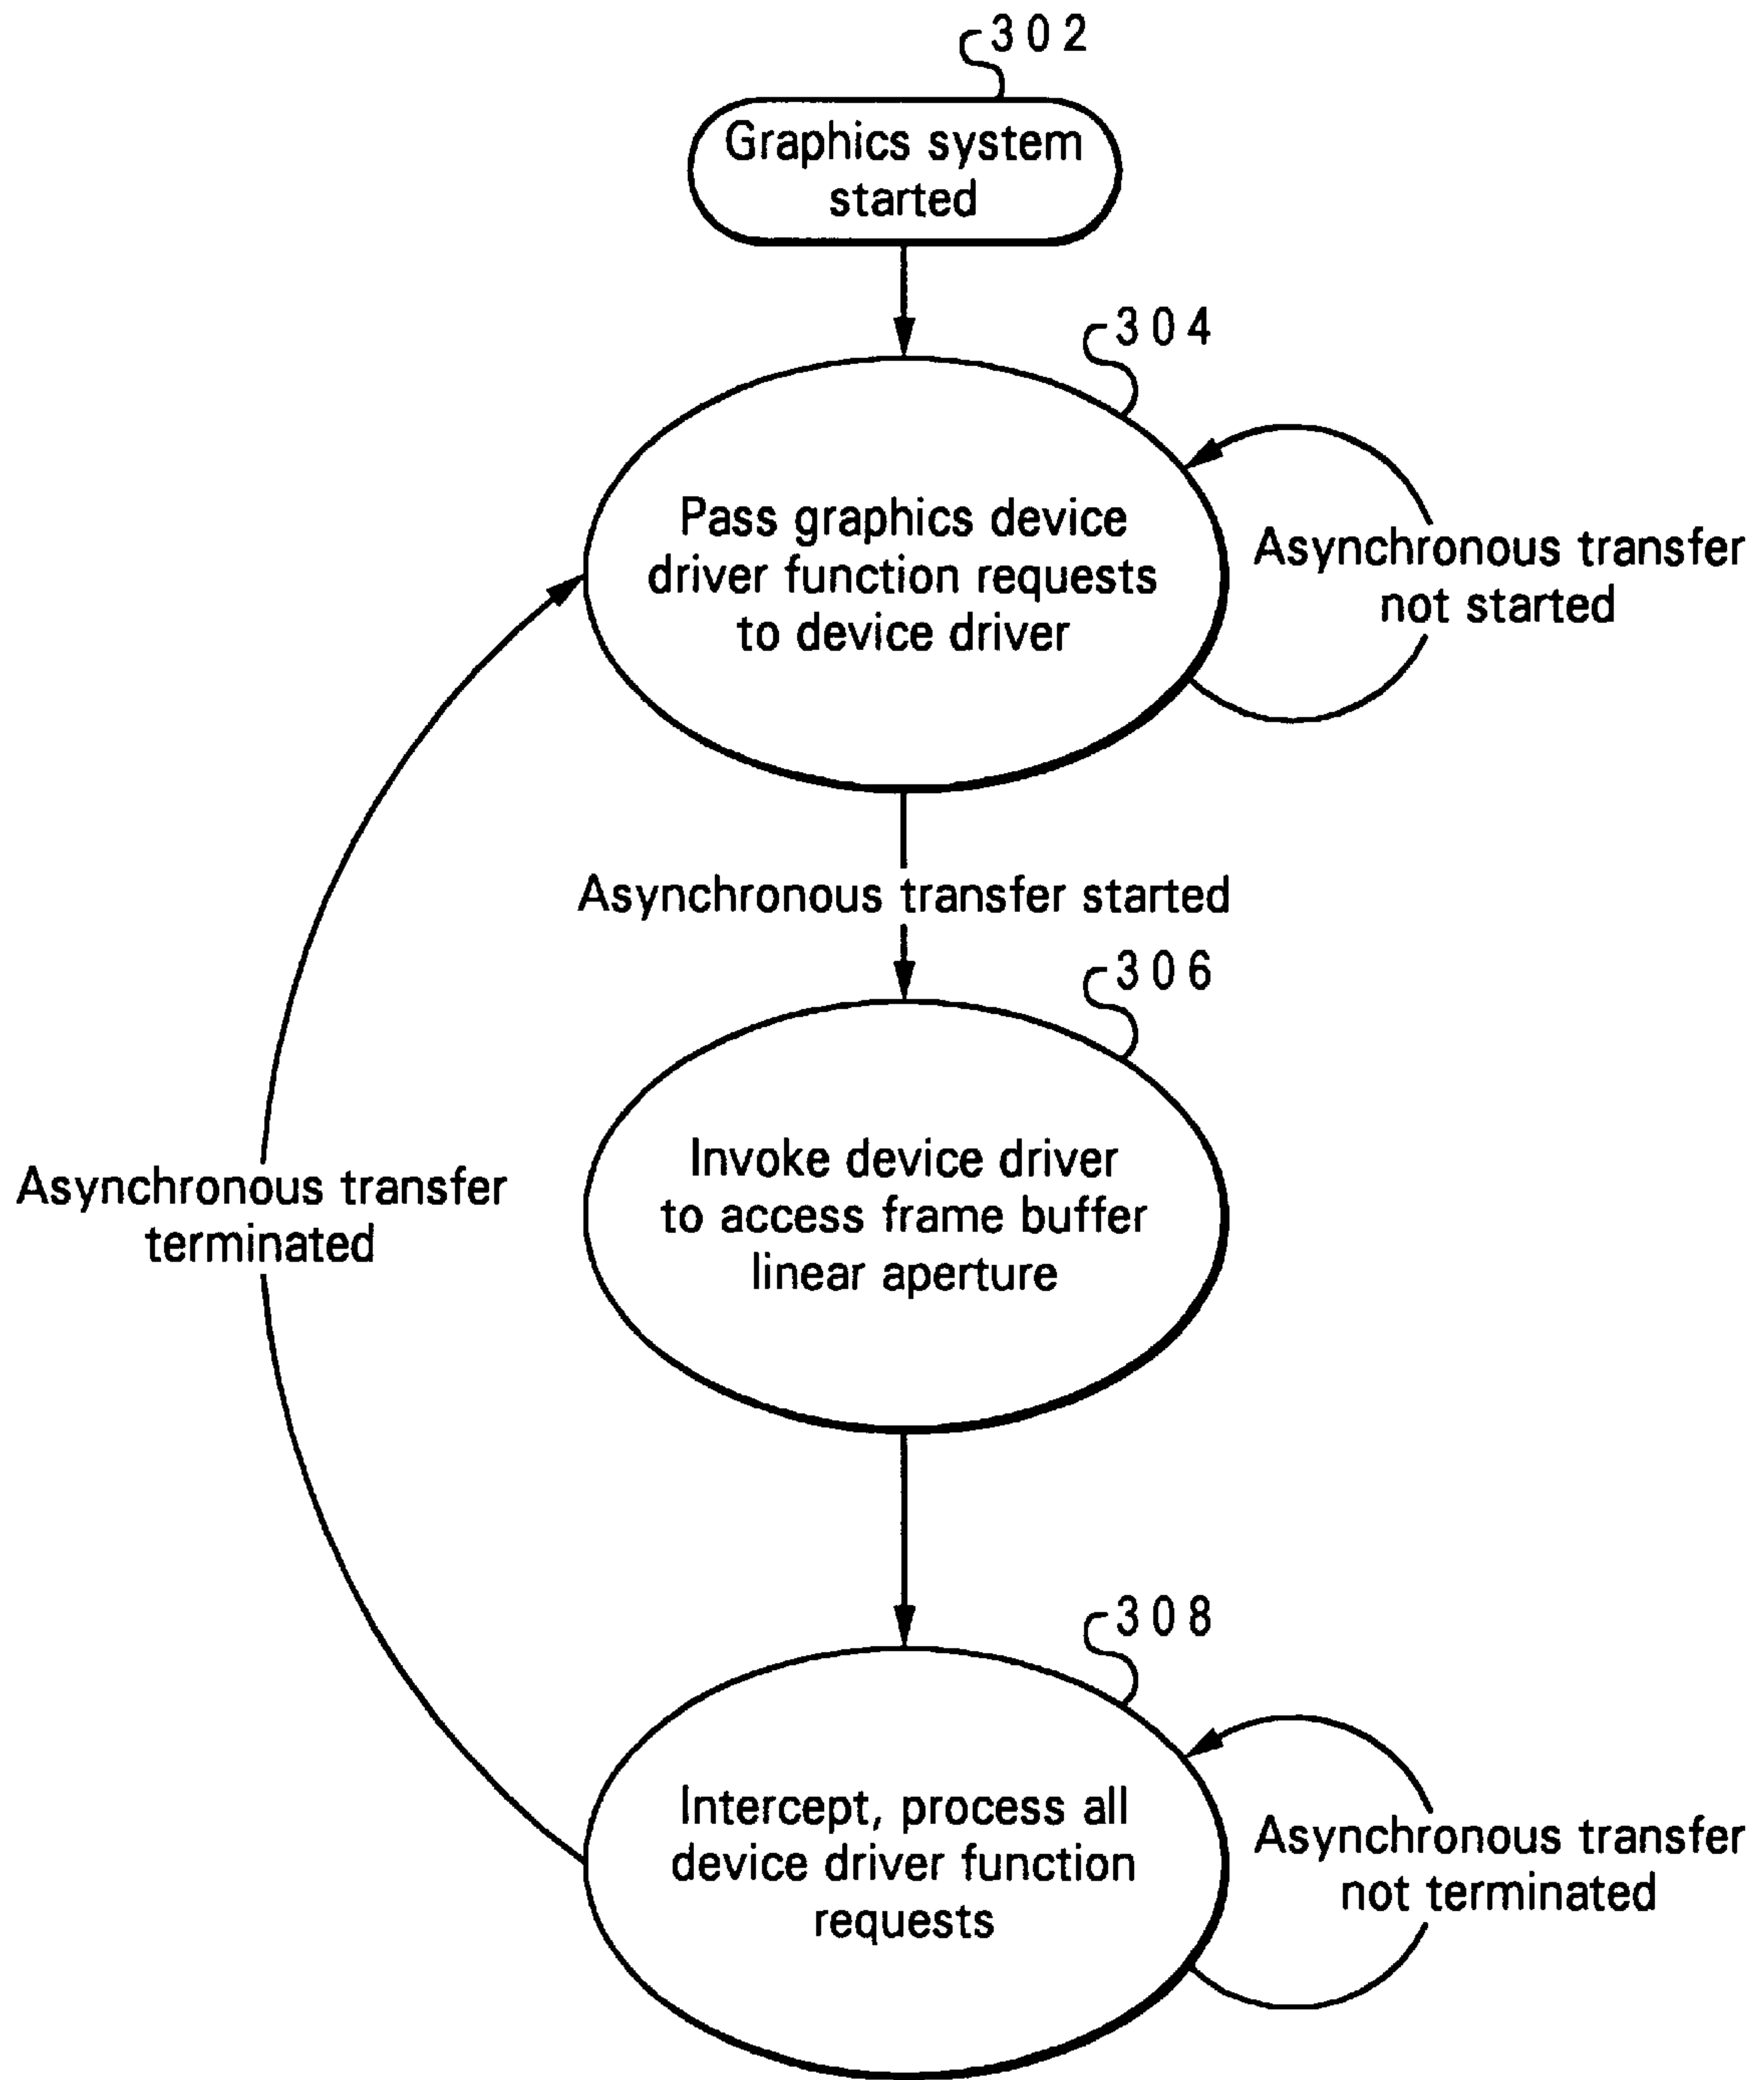 302
Graphics system
started
304
Pass graphics device
driver function requests
to device driver
Asynchronous transfer
not started
Asynchronous transfer started
306
Invoke device driver
to access frame buffer
linear aperture
Asynchronous transfer
terminated
308
Intercept, process all
device driver function
requests
Asynchronous transfer
not terminated